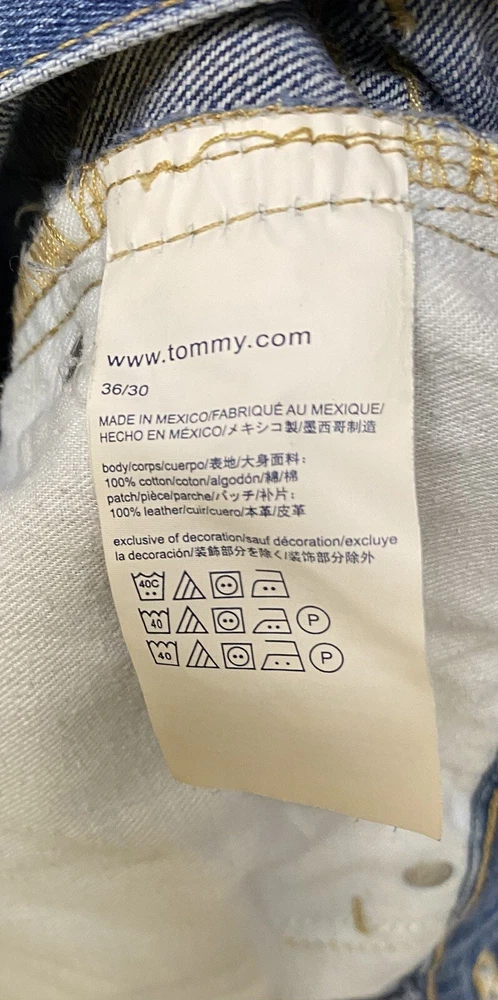 www.tommy.com
36/30
MADE IN MEXICO/FABRIQUÉ AU MEXIQUE/
HECHO EN MÉXICO/メキシコ製/墨西哥制造
body/corps/cuerpo/表地/大身面料:
100% cotton/coton/algodón/綿/棉
patch/pièce/parche/パッチ/补片:
100% leather/cuir/cuero/本革/皮革
exclusive of decoration/sauf décoration/excluye
la decoración/装飾部分を除く/装饰部分除外
40C
40 P
40 P